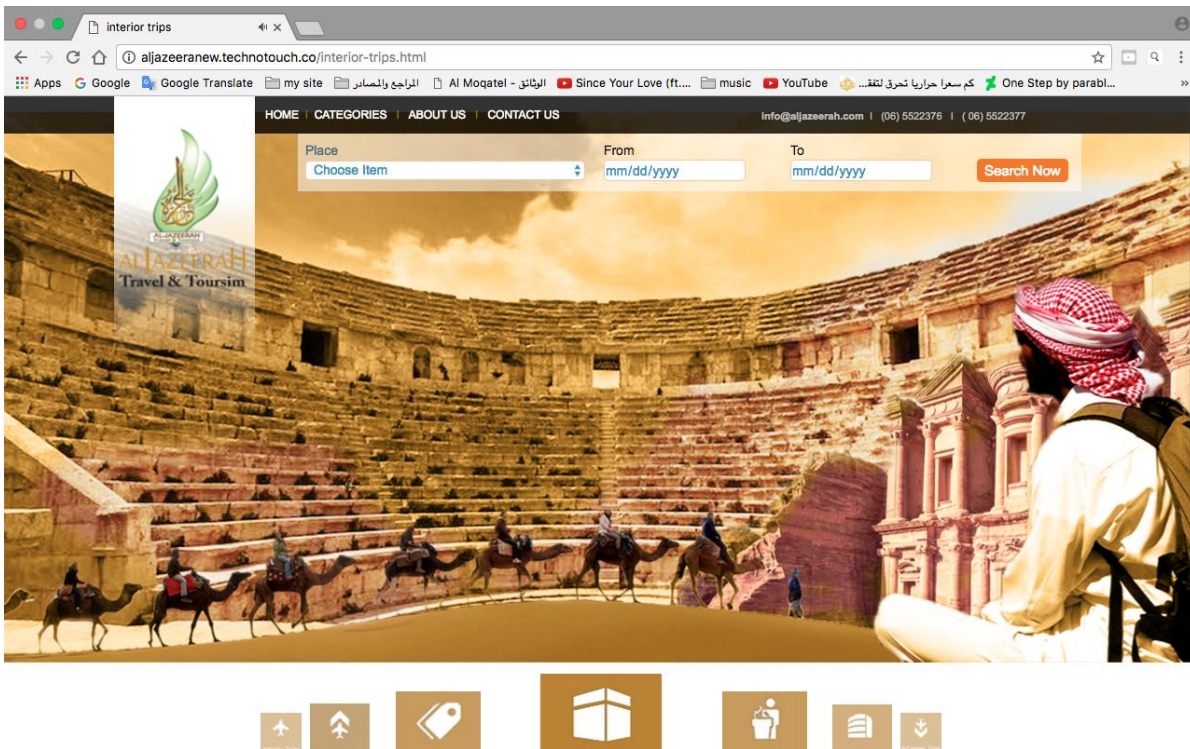 interior trips
aljazeeranew.technotouch.co/interior-trips.html
Apps Google Google Translate my site المراجع والمصادر Al Moqatel - الوثائق Since Your Love (ft.... music YouTube كم سعرا حراريا تحرق لتفقـ... One Step by parabl...
HOME | CATEGORIES | ABOUT US | CONTACT US
info@aljazeerah.com | (06) 5522376 | ( 06) 5522377
Place From To
Choose Item mm/dd/yyyy mm/dd/yyyy Search Now
AL-JAZEERAH
AL JAZEERAH
Travel & Toursim